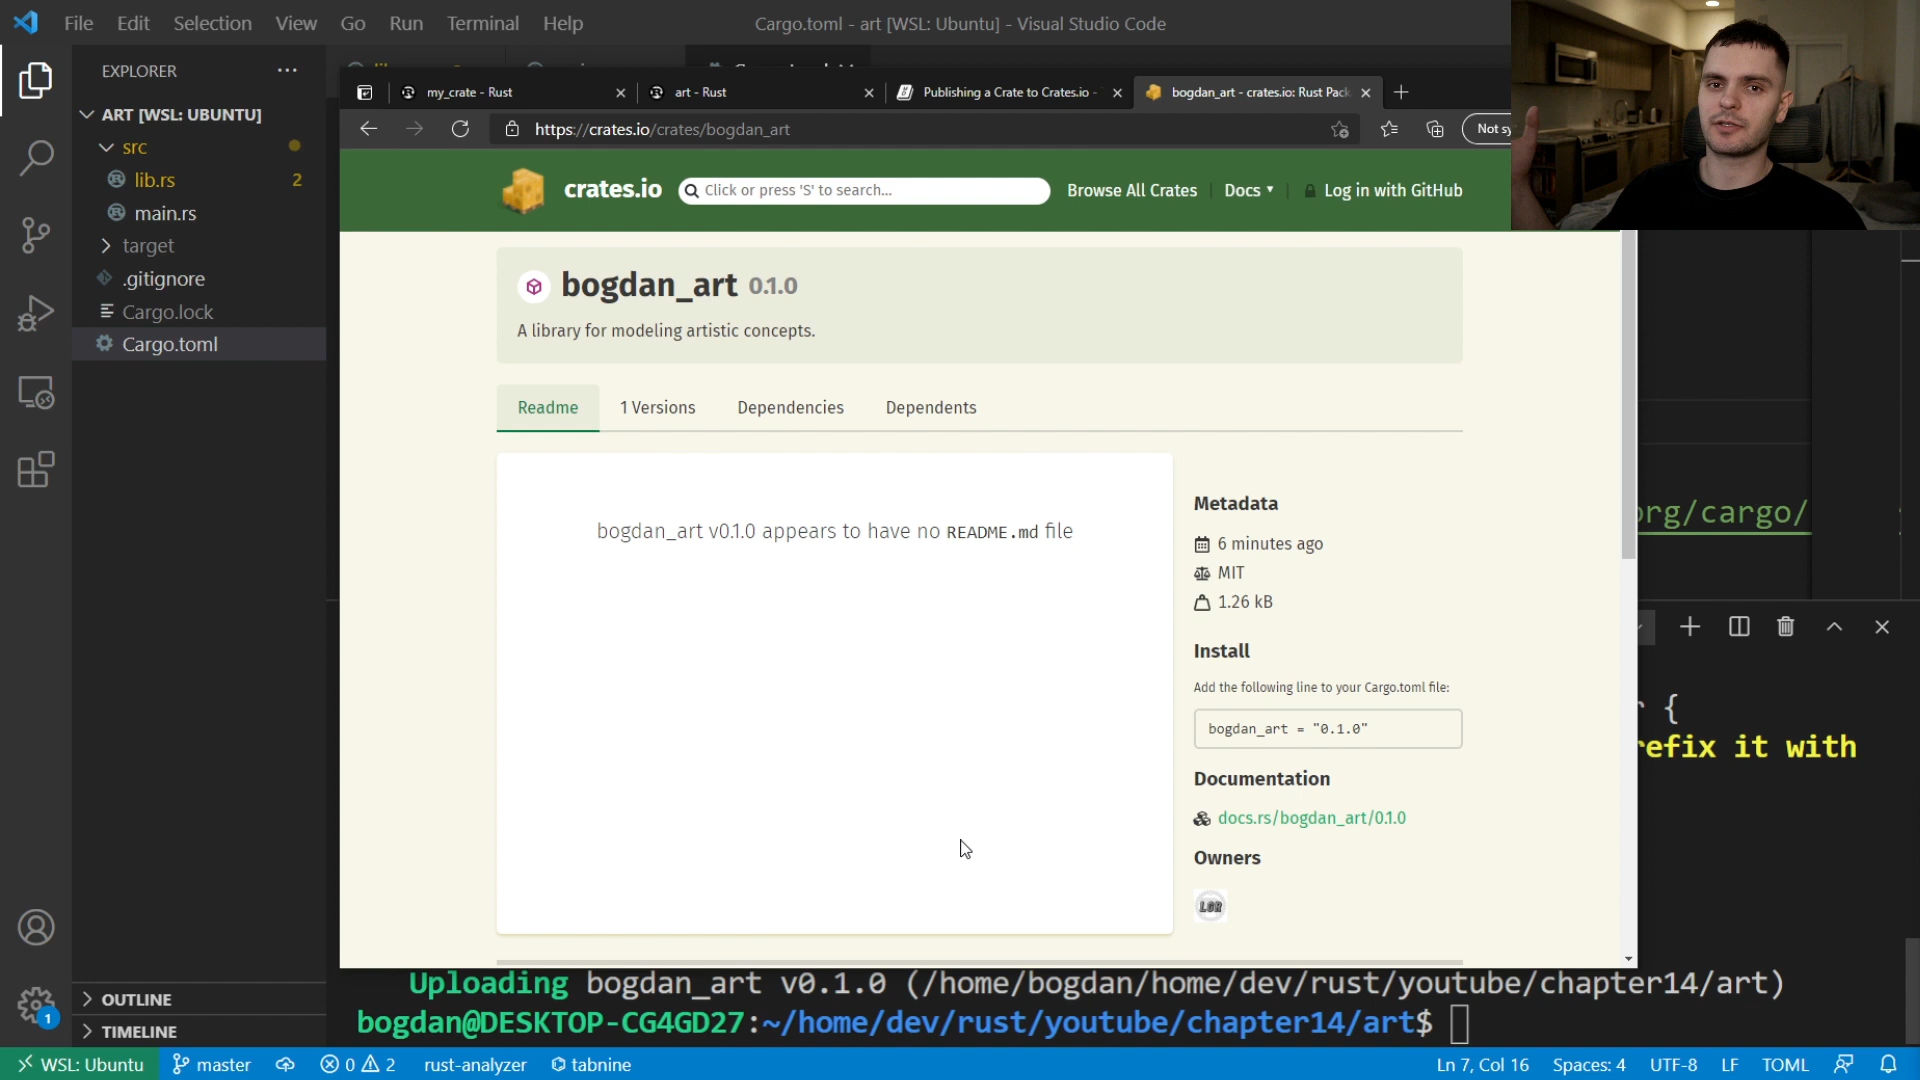 File Edit Selection View Go Run Terminal Help
Cargo.toml - art [WSL: Ubuntu] - Visual Studio Code
EXPLORER
ART [WSL: UBUNTU]
src
lib.rs 2
main.rs
target
.gitignore
Cargo.lock
Cargo.toml
OUTLINE
TIMELINE
my_crate - Rust
art - Rust
Publishing a Crate to Crates.io -
bogdan_art - crates.io: Rust Pack
https://crates.io/crates/bogdan_art
Not sy
crates.io
Click or press 'S' to search...
Browse All Crates
Docs
Log in with GitHub
bogdan_art 0.1.0
A library for modeling artistic concepts.
Readme
1 Versions
Dependencies
Dependents
bogdan_art v0.1.0 appears to have no README.md file
Metadata
6 minutes ago
MIT
1.26 kB
Install
Add the following line to your Cargo.toml file:
bogdan_art = "0.1.0"
Documentation
docs.rs/bogdan_art/0.1.0
Owners
LGR
org/cargo/
{
refix it with
Uploading bogdan_art v0.1.0 (/home/bogdan/home/dev/rust/youtube/chapter14/art)
bogdan@DESKTOP-CG4GD27:~/home/dev/rust/youtube/chapter14/art$
1
WSL: Ubuntu
master
0 2
rust-analyzer
tabnine
Ln 7, Col 16
Spaces: 4
UTF-8
LF
TOML